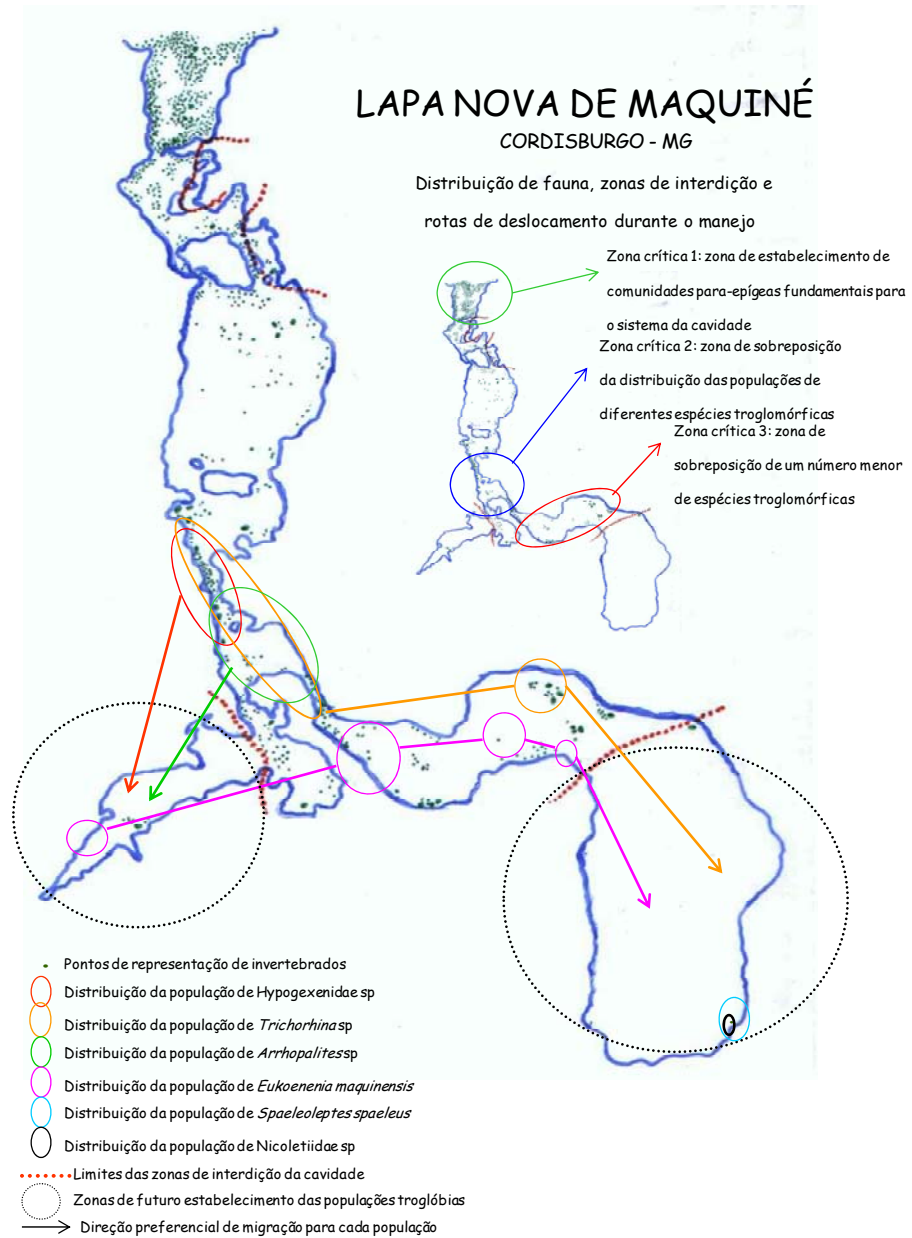 LAPA NOVA DE MAQUINÉ
CORDISBURGO - MG
Distribuição de fauna, zonas de interdição e
rotas de deslocamento durante o manejo
Zona crítica 1: zona de estabelecimento de
comunidades para-epígeas fundamentais para
o sistema da cavidade
Zona crítica 2: zona de sobreposição
da distribuição das populações de
diferentes espécies troglomórficas
Zona crítica 3: zona de
sobreposição de um número menor
de espécies troglomórficas
Pontos de representação de invertebrados
Distribuição da população de Hypogexenidae sp
Distribuição da população de Trichorhina sp
Distribuição da população de Arrhopalites sp
Distribuição da população de Eukoenenia maquinensis
Distribuição da população de Spaeleoleptes spaeleus
Distribuição da população de Nicoletiidae sp
Limites das zonas de interdição da cavidade
Zonas de futuro estabelecimento das populações troglóbias
Direção preferencial de migração para cada população